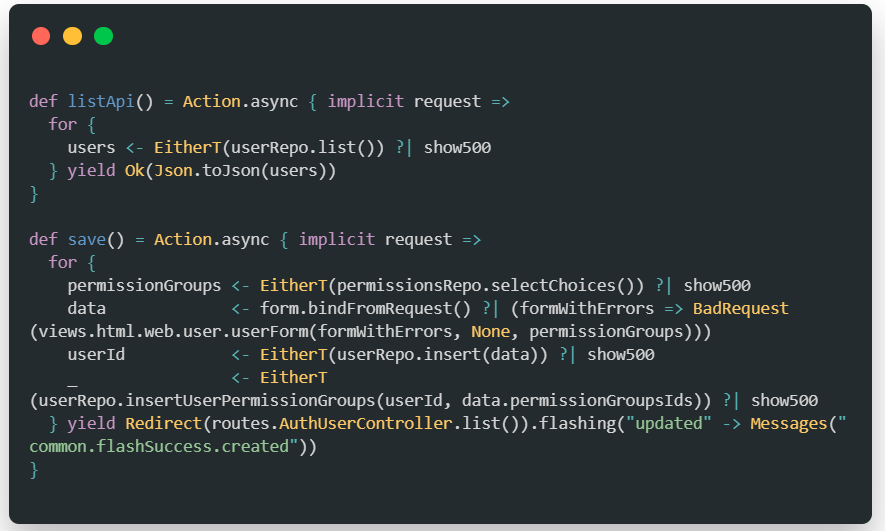 def listApi() = Action.async { implicit request =>
  for {
    users <- EitherT(userRepo.list()) ?| show500
  } yield Ok(Json.toJson(users))
}

def save() = Action.async { implicit request =>
  for {
    permissionGroups <- EitherT(permissionsRepo.selectChoices()) ?| show500
    data             <- form.bindFromRequest() ?| (formWithErrors => BadRequest
(views.html.web.user.userForm(formWithErrors, None, permissionGroups)))
    userId           <- EitherT(userRepo.insert(data)) ?| show500
    _                <- EitherT
(userRepo.insertUserPermissionGroups(userId, data.permissionGroupsIds)) ?| show500
  } yield Redirect(routes.AuthUserController.list()).flashing("updated" -> Messages("
common.flashSuccess.created"))
}